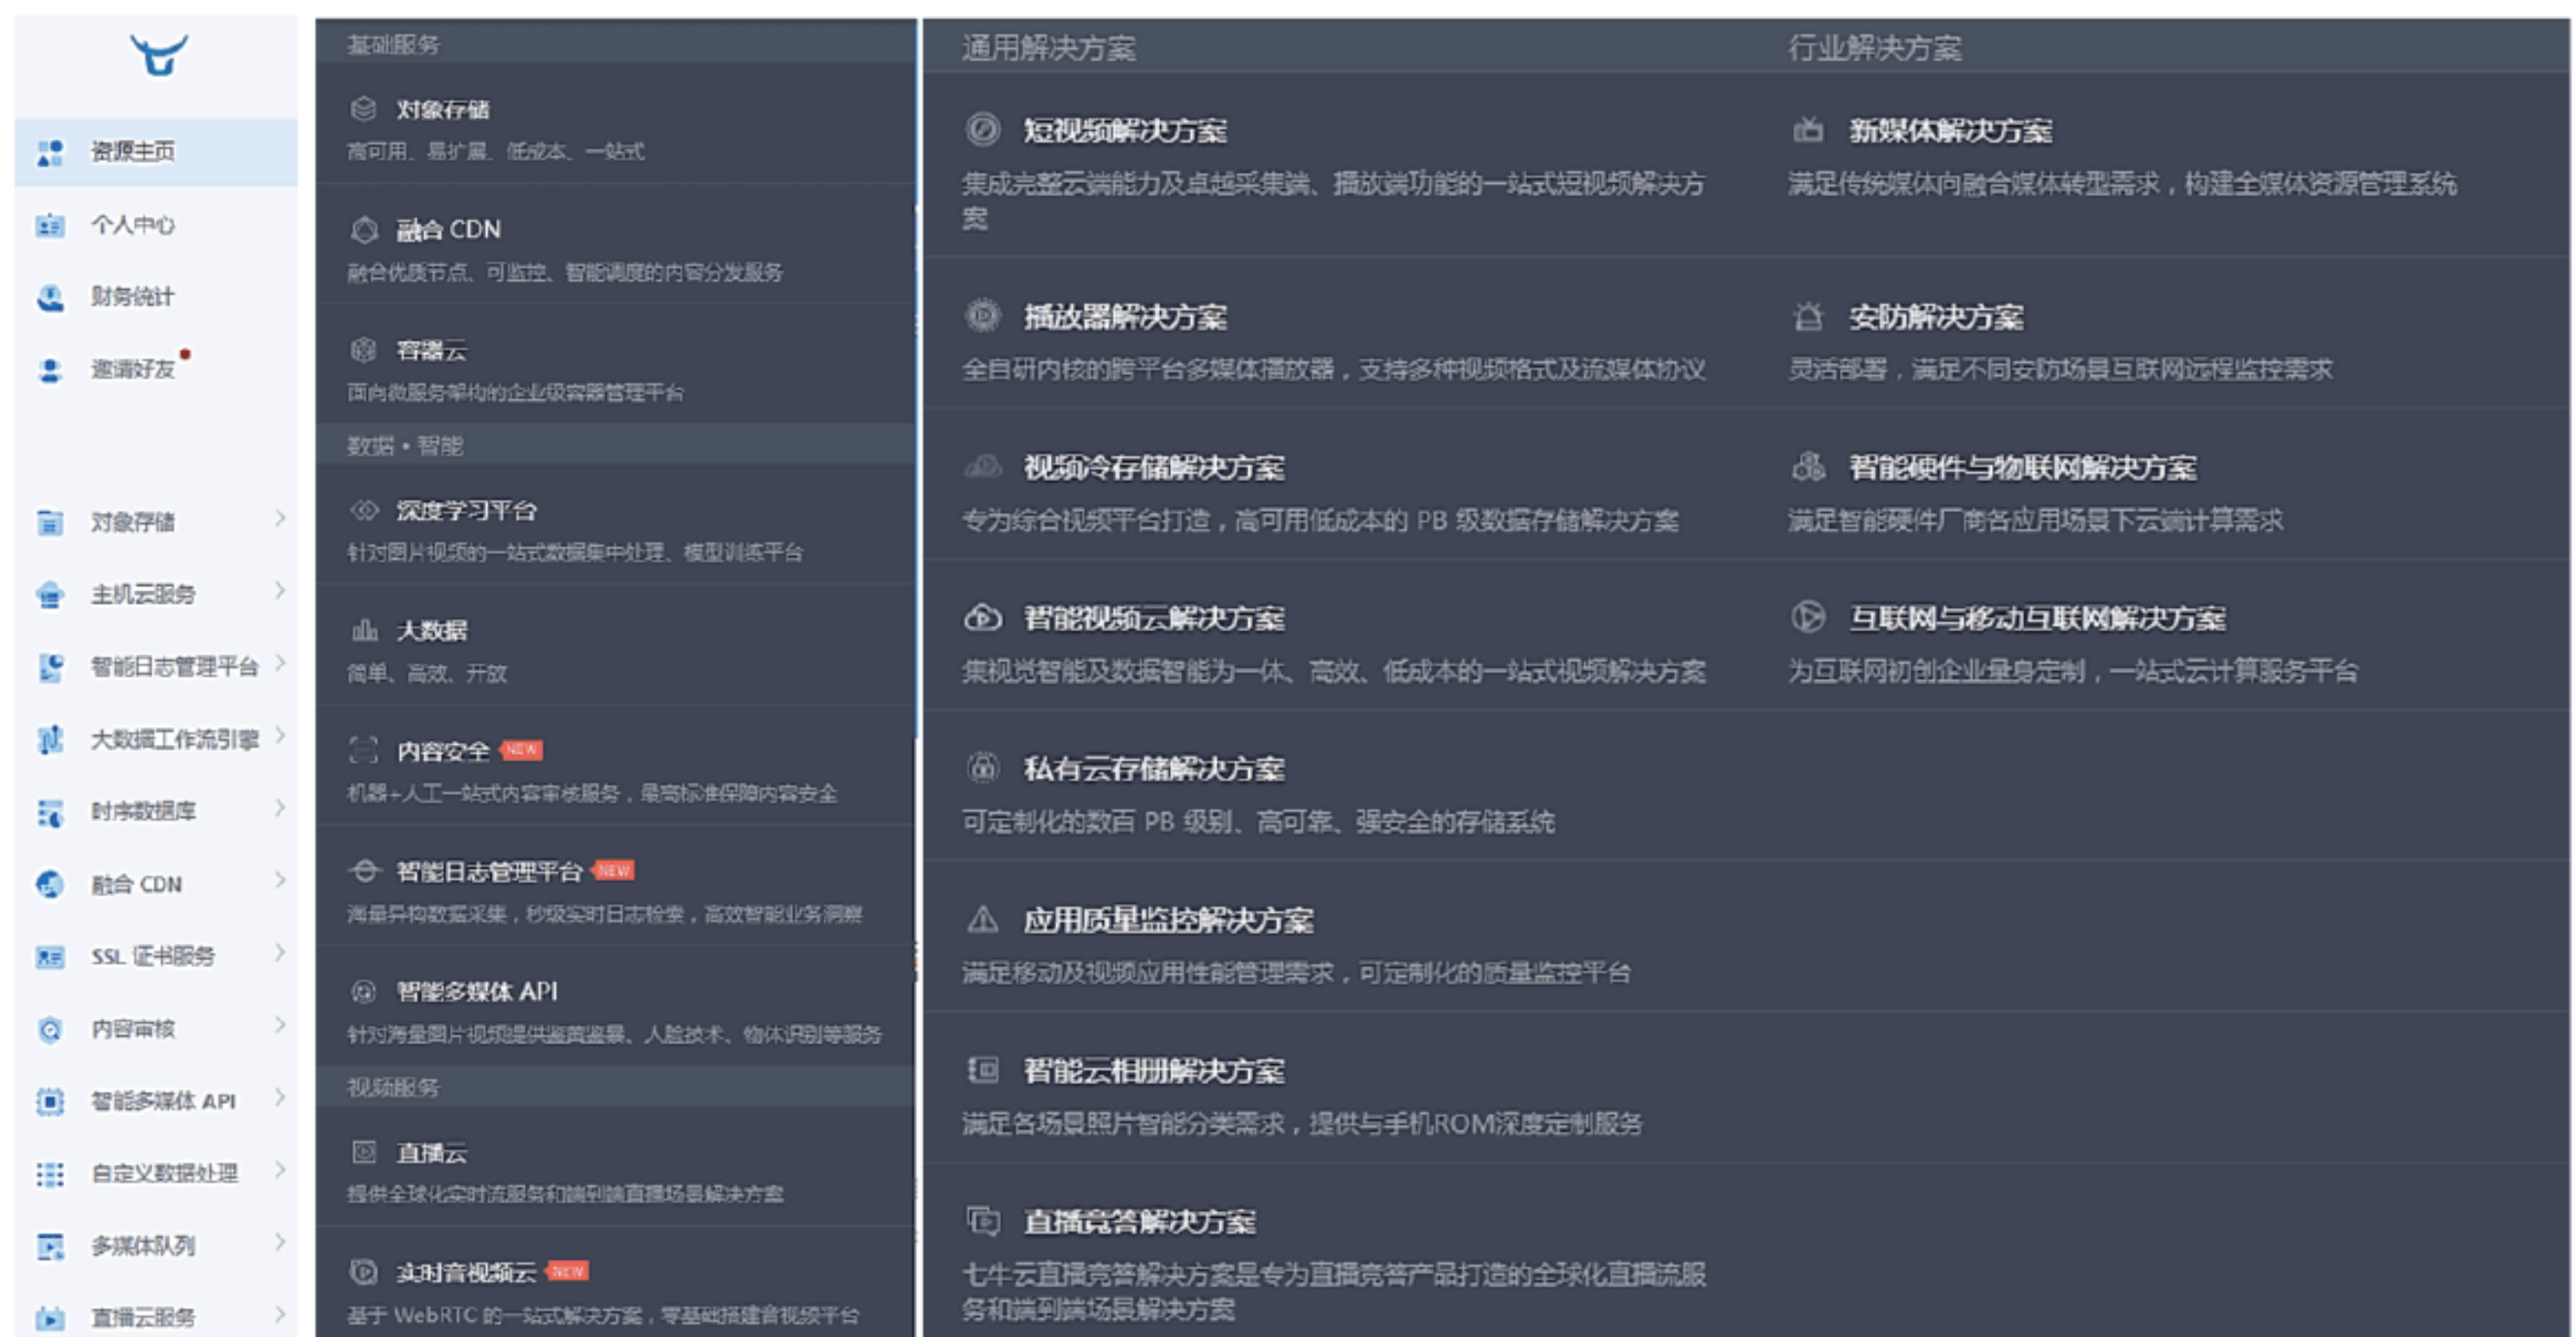 资源主页
个人中心
财务统计
邀请好友
对象存储
主机云服务
智能日志管理平台
大数据工作流引擎
时序数据库
融合 CDN
SSL 证书服务
内容审核
智能多媒体 API
自定义数据处理
多媒体队列
直播云服务
基础服务
对象存储
高可用、易扩展、低成本、一站式
融合 CDN
融合优质节点、可监控、智能调度的内容分发服务
容器云
面向微服务架构的企业级容器管理平台
数据·智能
深度学习平台
针对图片视频的一站式数据集中处理、模型训练平台
大数据
简单、高效、开放
内容安全 NEW
机器+人工一站式内容审核服务，最高标准保障内容安全
智能日志管理平台 NEW
海量异构数据采集，秒级实时日志检索，高效智能业务洞察
智能多媒体 API
针对海量图片视频提供鉴黄鉴暴、人脸技术、物体识别等服务
视频服务
直播云
提供全球化实时流服务和端到端直播场景解决方案
实时音视频云 NEW
基于 WebRTC 的一站式解决方案，零基础搭建音视频平台
通用解决方案
短视频解决方案
集成完整云端能力及卓越采集端、播放端功能的一站式短视频解决方
案
播放器解决方案
全自研内核的跨平台多媒体播放器，支持多种视频格式及流媒体协议
视频冷存储解决方案
专为综合视频平台打造，高可用低成本的 PB 级数据存储解决方案
智能视频云解决方案
集视觉智能及数据智能为一体、高效、低成本的一站式视频解决方案
私有云存储解决方案
可定制化的数百 PB 级别、高可靠、强安全的存储系统
应用质量监控解决方案
满足移动及视频应用性能管理需求，可定制化的质量监控平台
智能云相册解决方案
满足各场景照片智能分类需求，提供与手机ROM深度定制服务
直播竞答解决方案
七牛云直播竞答解决方案是专为直播竞答产品打造的全球化直播流服
务和端到端场景解决方案
行业解决方案
新媒体解决方案
满足传统媒体向融合媒体转型需求，构建全媒体资源管理系统
安防解决方案
灵活部署，满足不同安防场景互联网远程监控需求
智能硬件与物联网解决方案
满足智能硬件厂商各应用场景下云端计算需求
互联网与移动互联网解决方案
为互联网初创企业量身定制，一站式云计算服务平台